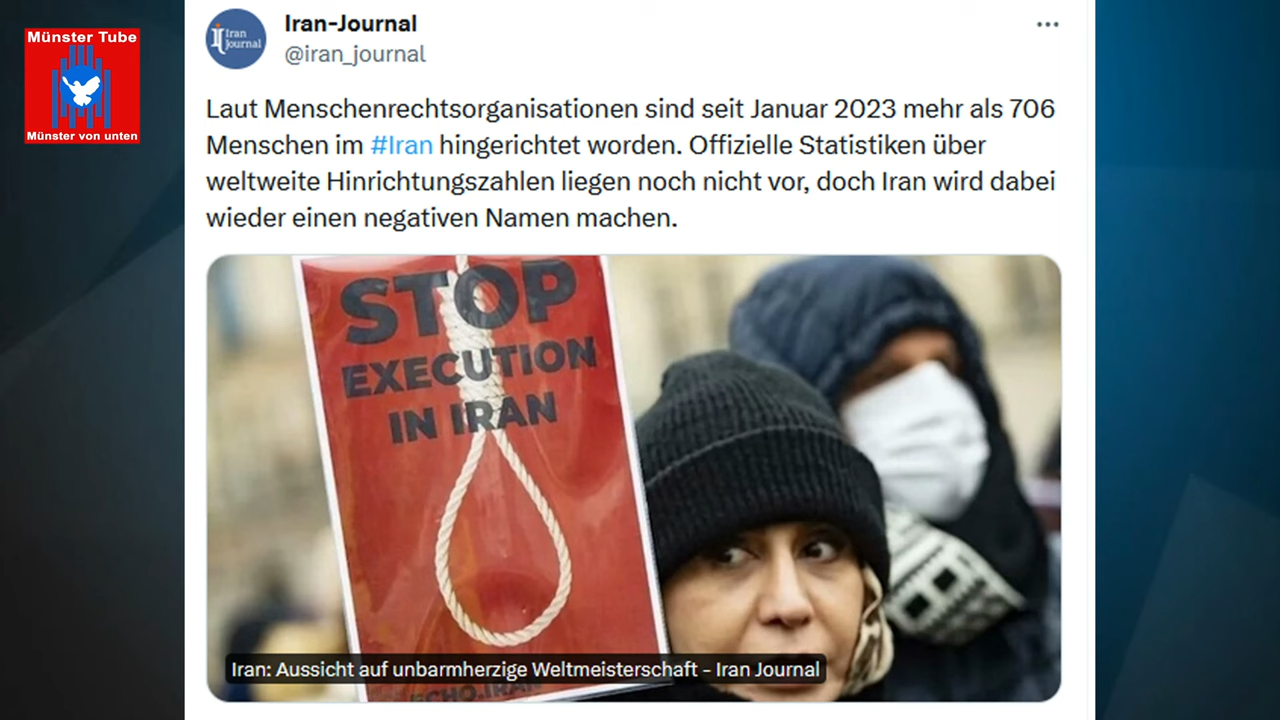 Münster Tube
Münster von unten
Iran
Journal
Iran-Journal
@iran_journal
Laut Menschenrechtsorganisationen sind seit Januar 2023 mehr als 706
Menschen im #Iran hingerichtet worden. Offizielle Statistiken über
weltweite Hinrichtungszahlen liegen noch nicht vor, doch Iran wird dabei
wieder einen negativen Namen machen.
STOP
EXECUTION
IN IRAN
Iran: Aussicht auf unbarmherzige Weltmeisterschaft - Iran Journal